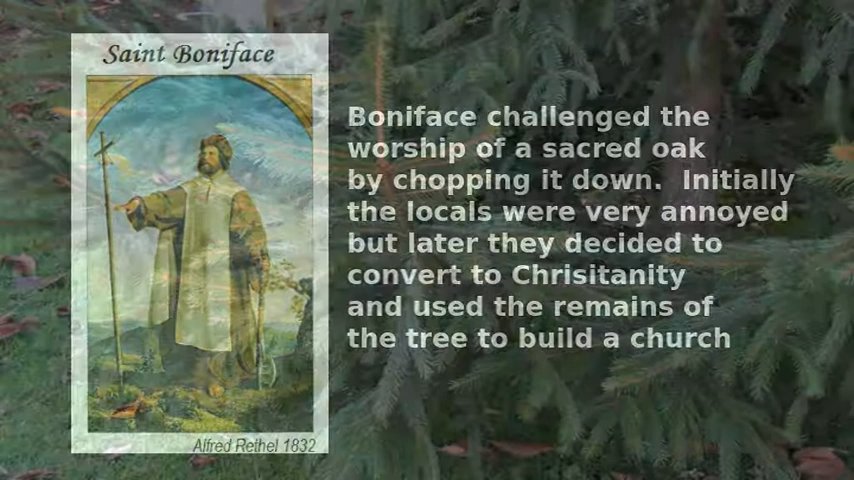 Saint Boniface
Boniface challenged the
worship of a sacred oak
by chopping it down.  Initially
the locals were very annoyed
but later they decided to
convert to Chrisitanity
and used the remains of
the tree to build a church
Alfred Rethel 1832